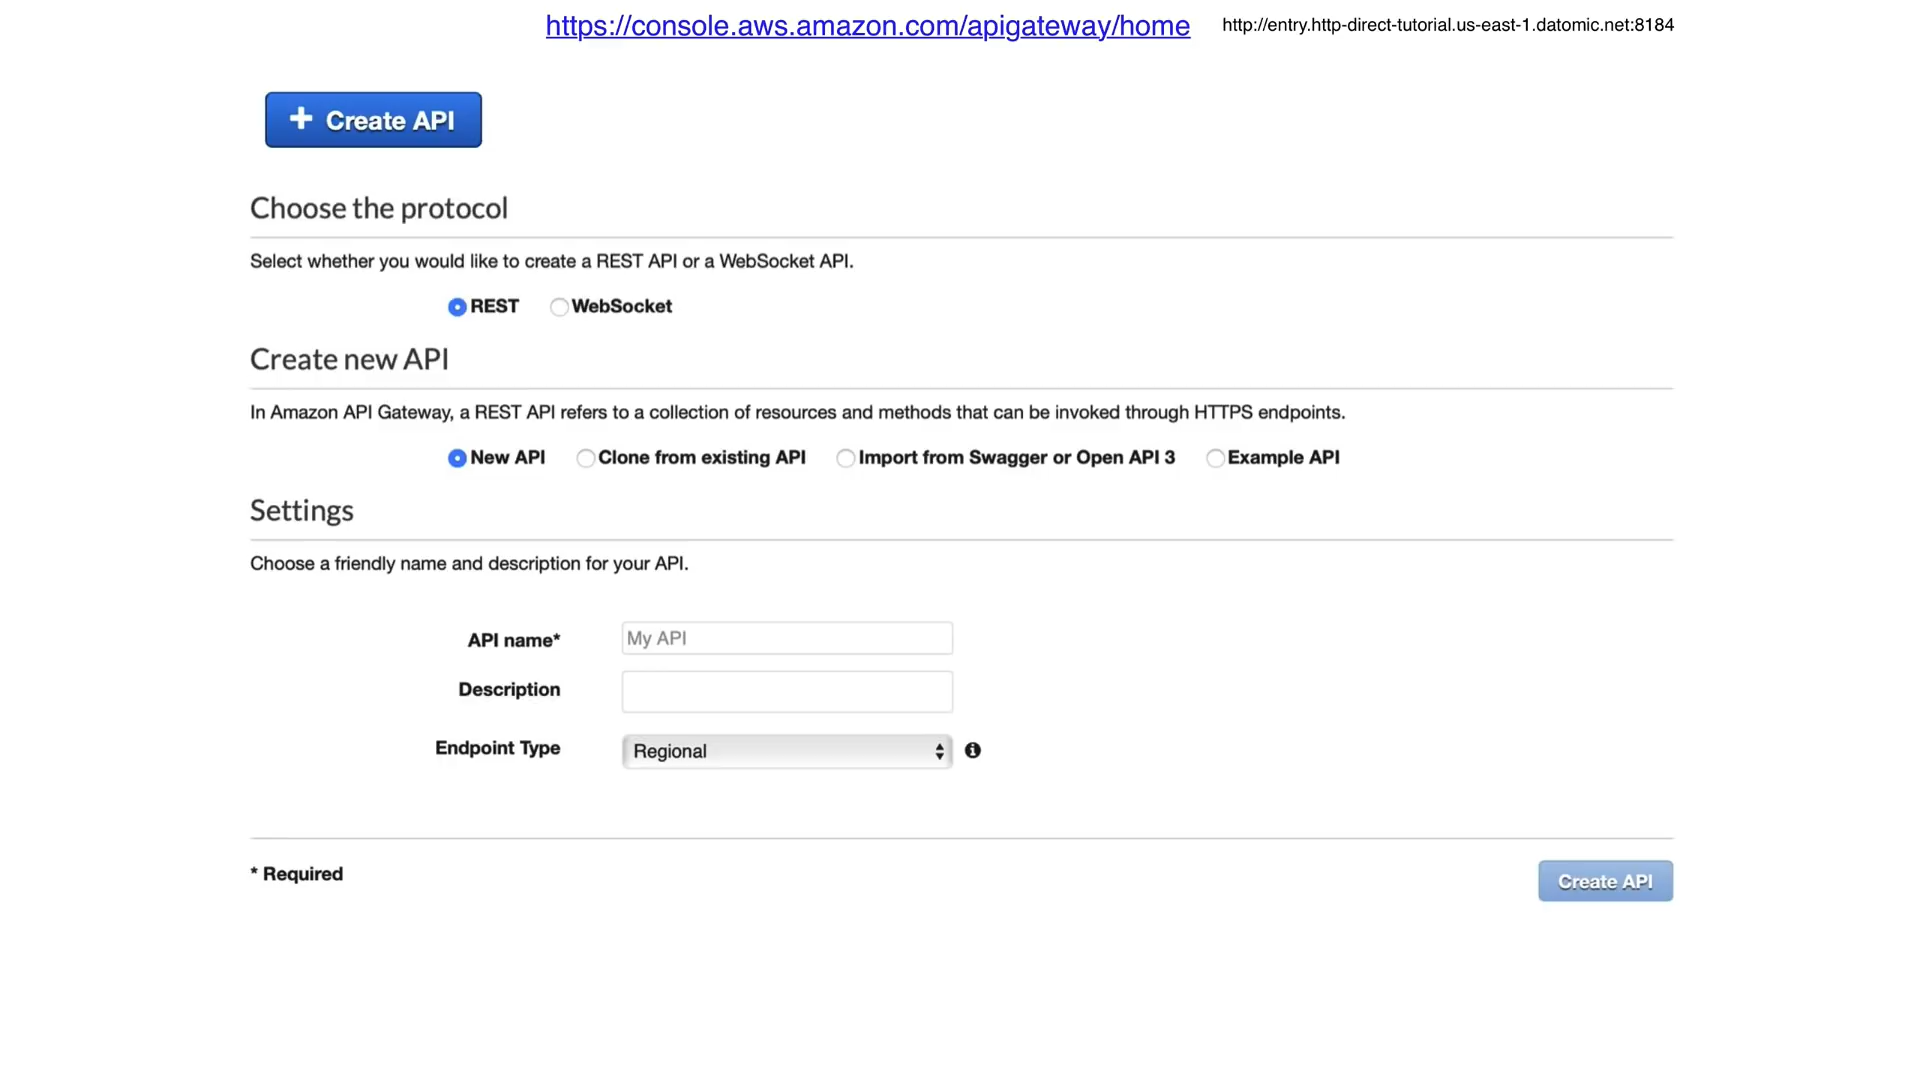 https://console.aws.amazon.com/apigateway/home http://entry.http-direct-tutorial.us-east-1.datomic.net:8184
+ Create API
Choose the protocol
Select whether you would like to create a REST API or a WebSocket API.
REST WebSocket
Create new API
In Amazon API Gateway, a REST API refers to a collection of resources and methods that can be invoked through HTTPS endpoints.
New API Clone from existing API Import from Swagger or Open API 3 Example API
Settings
Choose a friendly name and description for your API.
API name* My API
Description
Endpoint Type Regional
* Required Create API